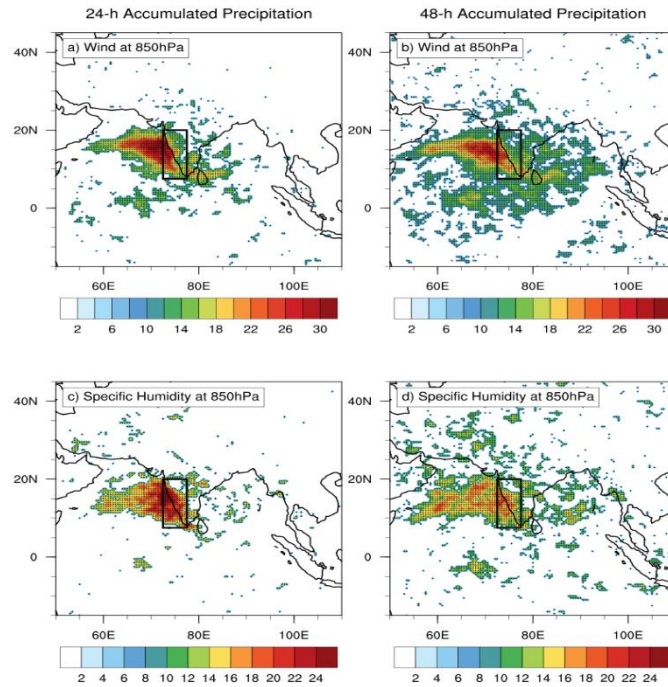 24-h Accumulated Precipitation
48-h Accumulated Precipitation
a) Wind at 850hPa
b) Wind at 850hPa
40N
40N
20N
20N
0
0
60E 80E 100E
60E 80E 100E
2 6 10 14 18 22 26 30
2 6 10 14 18 22 26 30
c) Specific Humidity at 850hPa
d) Specific Humidity at 850hPa
40N
40N
20N
20N
0
0
60E 80E 100E
60E 80E 100E
2 4 6 8 10 12 14 16 18 20 22 24
2 4 6 8 10 12 14 16 18 20 22 24